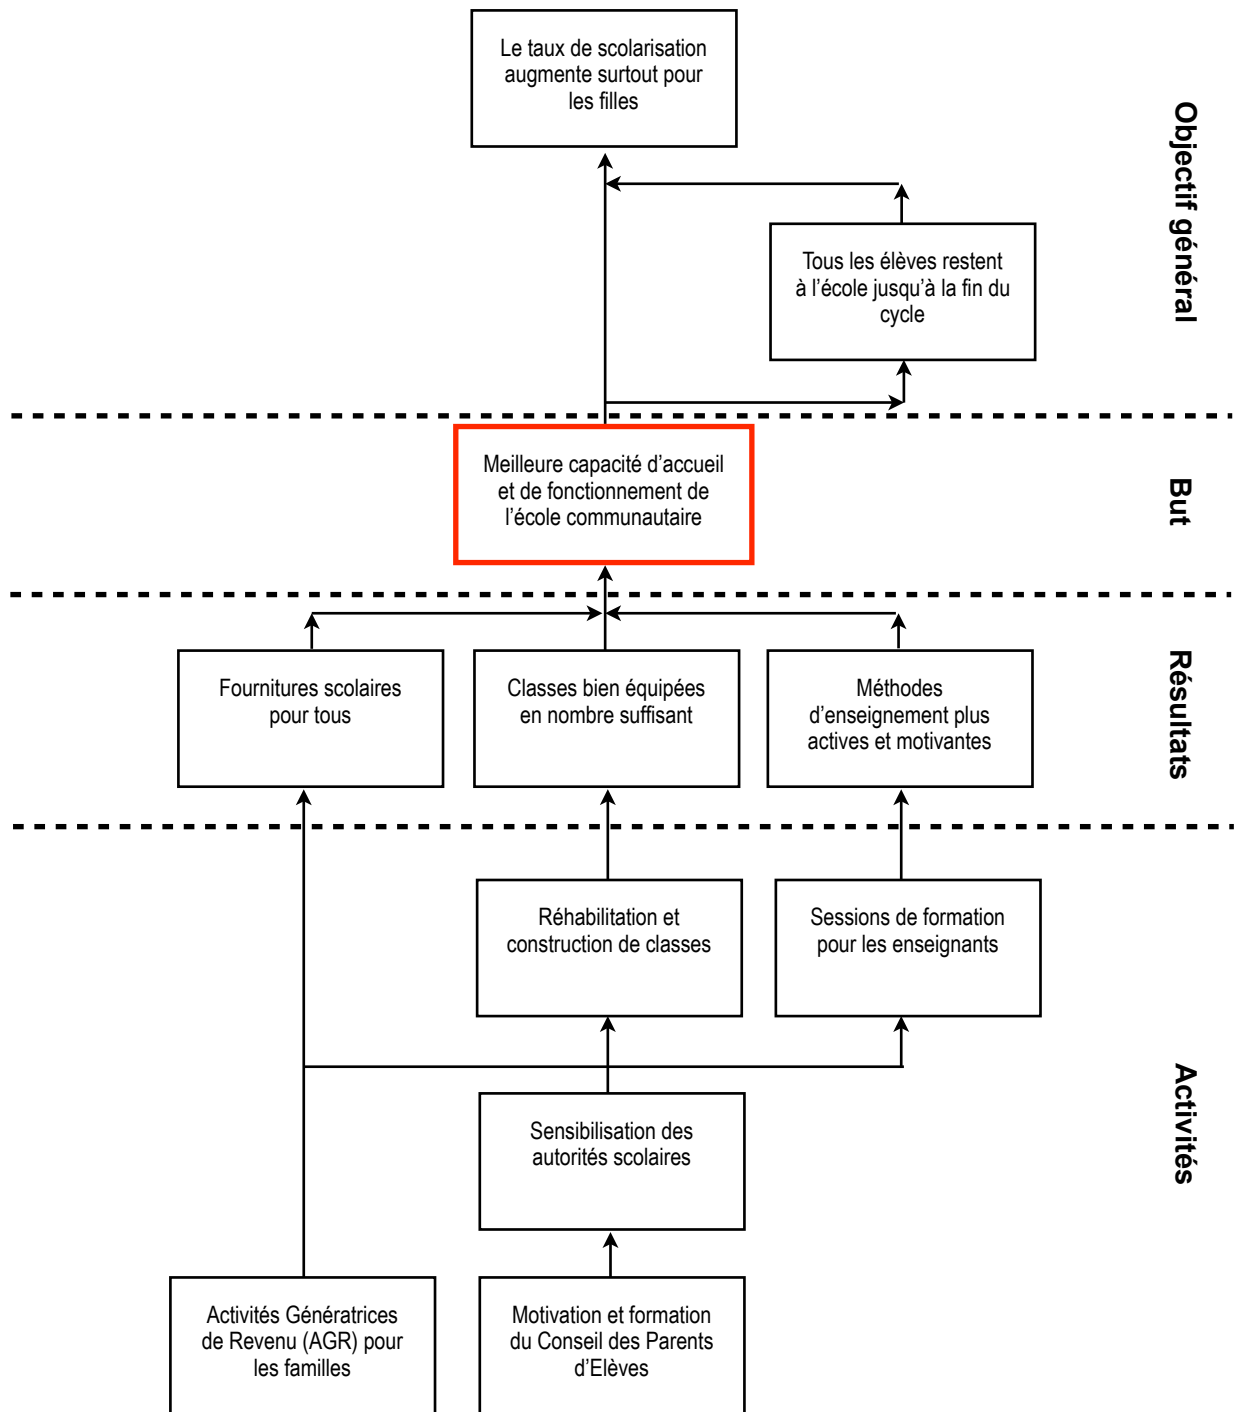 Le taux de scolarisation
augmente surtout pour
les filles
Objectif général
Tous les élèves restent
à l’école jusqu’à la fin du
cycle
Meilleure capacité d’accueil
et de fonctionnement de
l’école communautaire
But
Fournitures scolaires
pour tous
Classes bien équipées
en nombre suffisant
Méthodes
d’enseignement plus
actives et motivantes
Résultats
Réhabilitation et
construction de classes
Sessions de formation
pour les enseignants
Activités
Sensibilisation des
autorités scolaires
Activités Génératrices
de Revenu (AGR) pour
les familles
Motivation et formation
du Conseil des Parents
d’Elèves